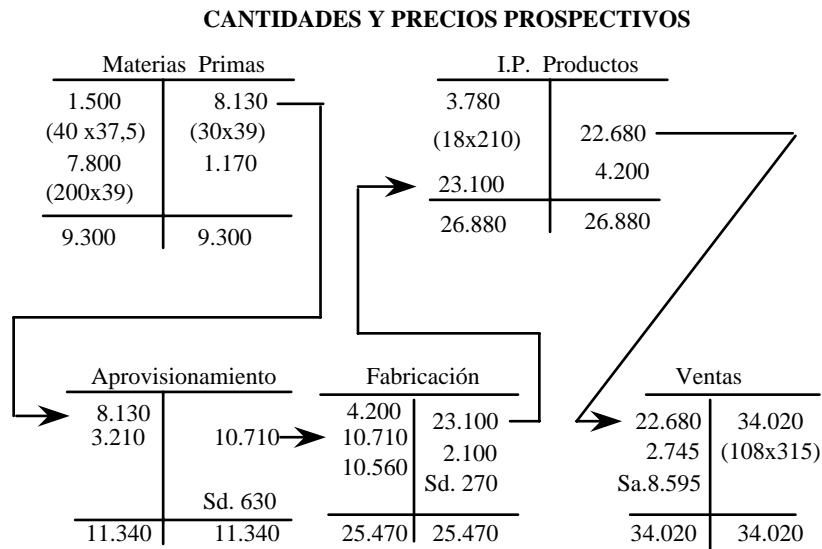 CANTIDADES Y PRECIOS PROSPECTIVOS
Materias Primas
1.500 8.130
(40 x37,5) (30x39)
7.800 1.170
(200x39)
9.300 9.300
I.P. Productos
3.780
(18x210) 22.680
4.200
23.100
26.880 26.880
Aprovisionamiento
8.130
3.210 10.710
Sd. 630
11.340 11.340
Fabricación
4.200 23.100
10.710 2.100
10.560 Sd. 270
25.470 25.470
Ventas
22.680 34.020
2.745 (108x315)
Sa.8.595
34.020 34.020